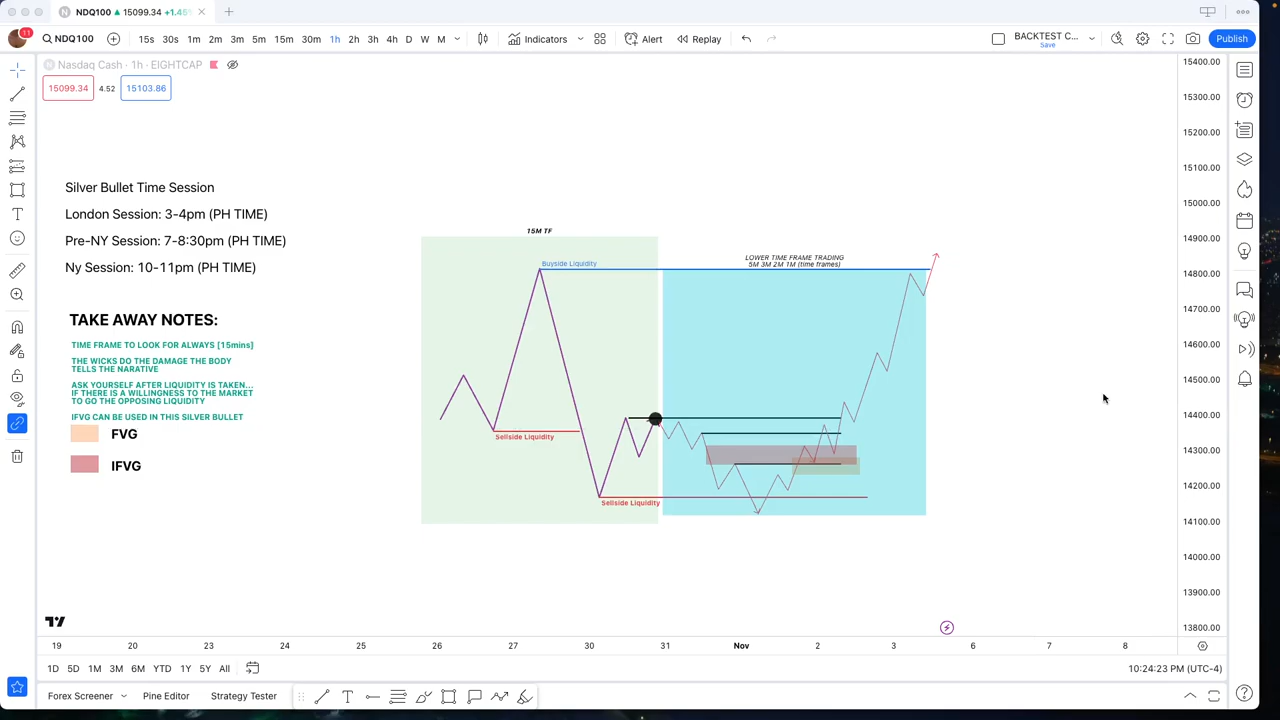 NDQ100 ▲ 15099.34 +1.45%
11
NDQ100
15s 30s 1m 2m 3m 5m 15m 30m 1h 2h 3h 4h D W M
Indicators
Alert
Replay
BACKTEST C...
Save
Publish
Nasdaq Cash · 1h · EIGHTCAP
15099.34 4.52 15103.86
15400.00
15300.00
15200.00
15100.00
15000.00
14900.00
14800.00
14700.00
14600.00
14500.00
14400.00
14300.00
14200.00
14100.00
14000.00
13900.00
13800.00
Silver Bullet Time Session
London Session: 3-4pm (PH TIME)
Pre-NY Session: 7-8:30pm (PH TIME)
Ny Session: 10-11pm (PH TIME)
TAKE AWAY NOTES:
TIME FRAME TO LOOK FOR ALWAYS [15mins]
THE WICKS DO THE DAMAGE THE BODY
TELLS THE NARATIVE
ASK YOURSELF AFTER LIQUIDITY IS TAKEN...
IF THERE IS A WILLINGNESS TO THE MARKET
TO GO THE OPPOSING LIQUIDITY
IFVG CAN BE USED IN THIS SILVER BULLET
FVG
IFVG
15M TF
Buyside Liquidity
Sellside Liquidity
Sellside Liquidity
LOWER TIME FRAME TRADING
5M 3M 2M 1M (time frames)
19 20 23 24 25 26 27 30 31 Nov 2 3 6 7 8
1D 5D 1M 3M 6M YTD 1Y 5Y All
10:24:23 PM (UTC-4)
Forex Screener
Pine Editor
Strategy Tester